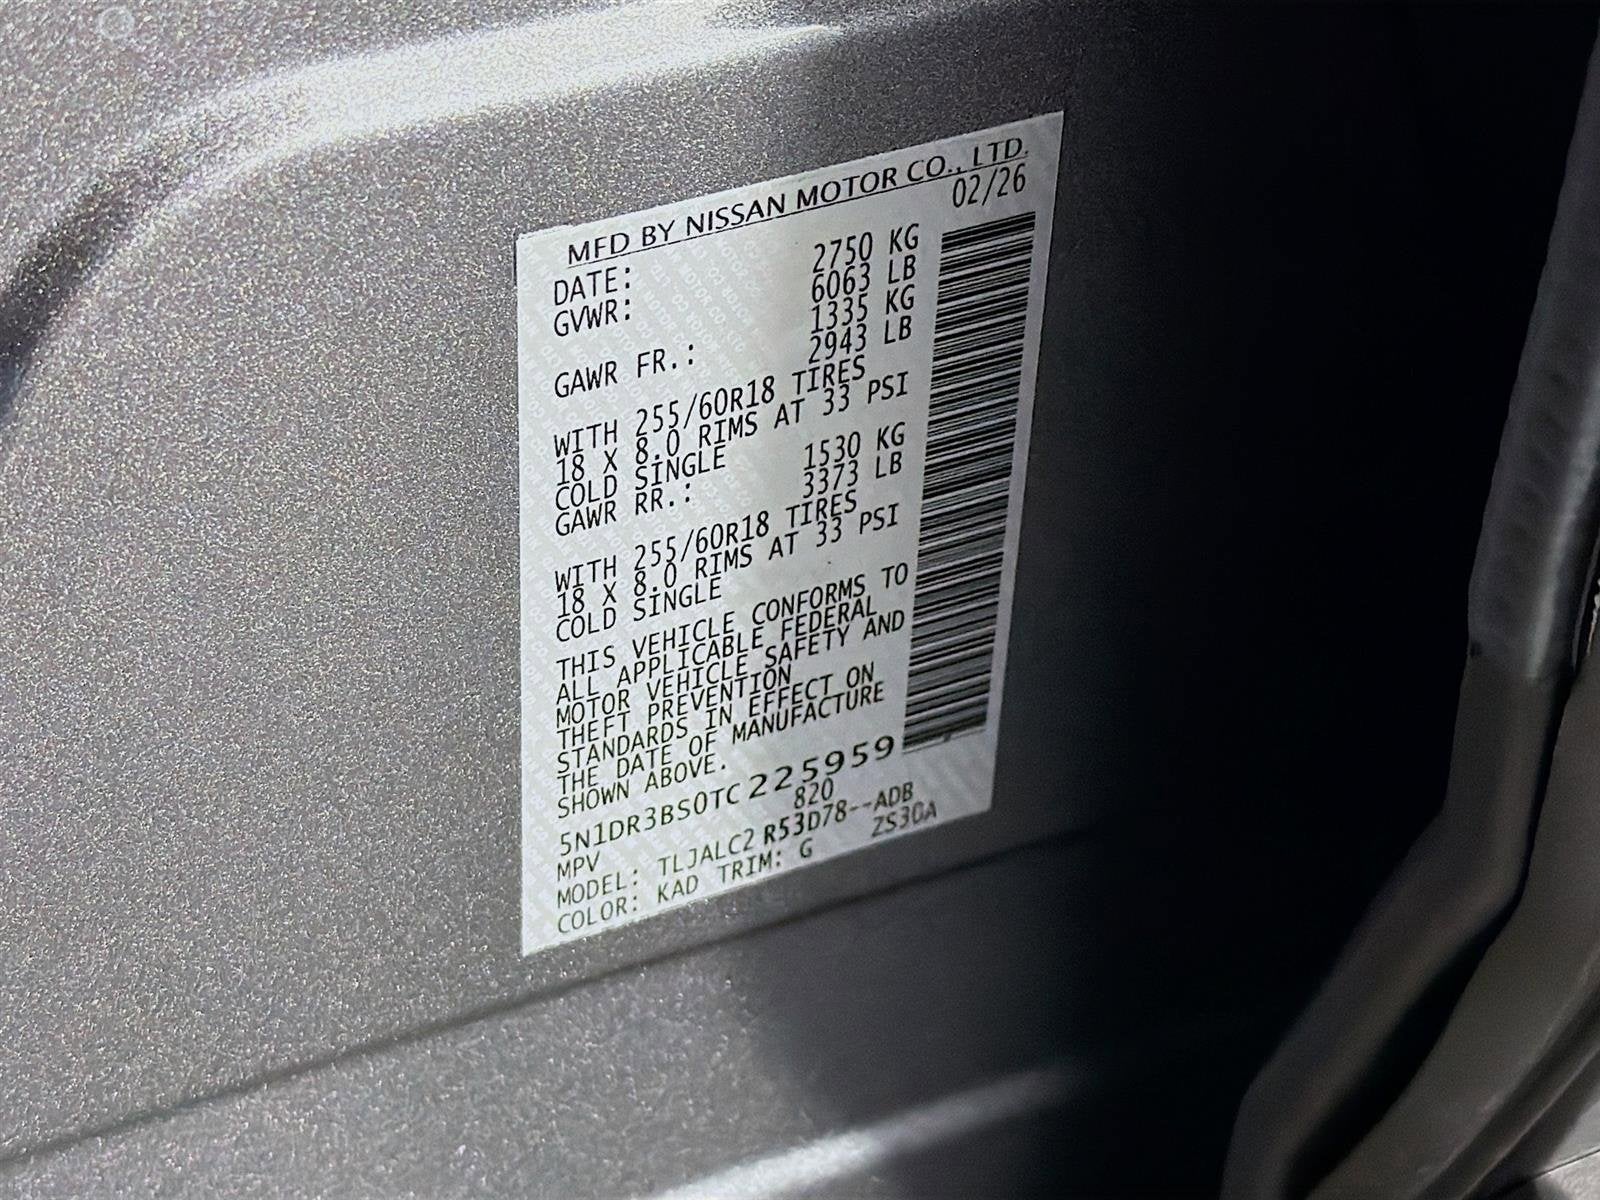 MFD BY NISSAN MOTOR CO., LTD.
DATE: 02/26
GVWR: 2750 KG
6063 LB
GAWR FR.: 1335 KG
2943 LB
WITH 255/60R18 TIRES
18 X 8.0 RIMS AT 33 PSI
COLD SINGLE
GAWR RR.: 1530 KG
3373 LB
WITH 255/60R18 TIRES
18 X 8.0 RIMS AT 33 PSI
COLD SINGLE
THIS VEHICLE CONFORMS TO
ALL APPLICABLE FEDERAL
MOTOR VEHICLE SAFETY AND
THEFT PREVENTION
STANDARDS IN EFFECT ON
THE DATE OF MANUFACTURE
SHOWN ABOVE.
5N1DR3BS0TC225959
MPV 820
MODEL: TLJALC2 R53D78--ADB
COLOR: KAD TRIM: G ZS30A